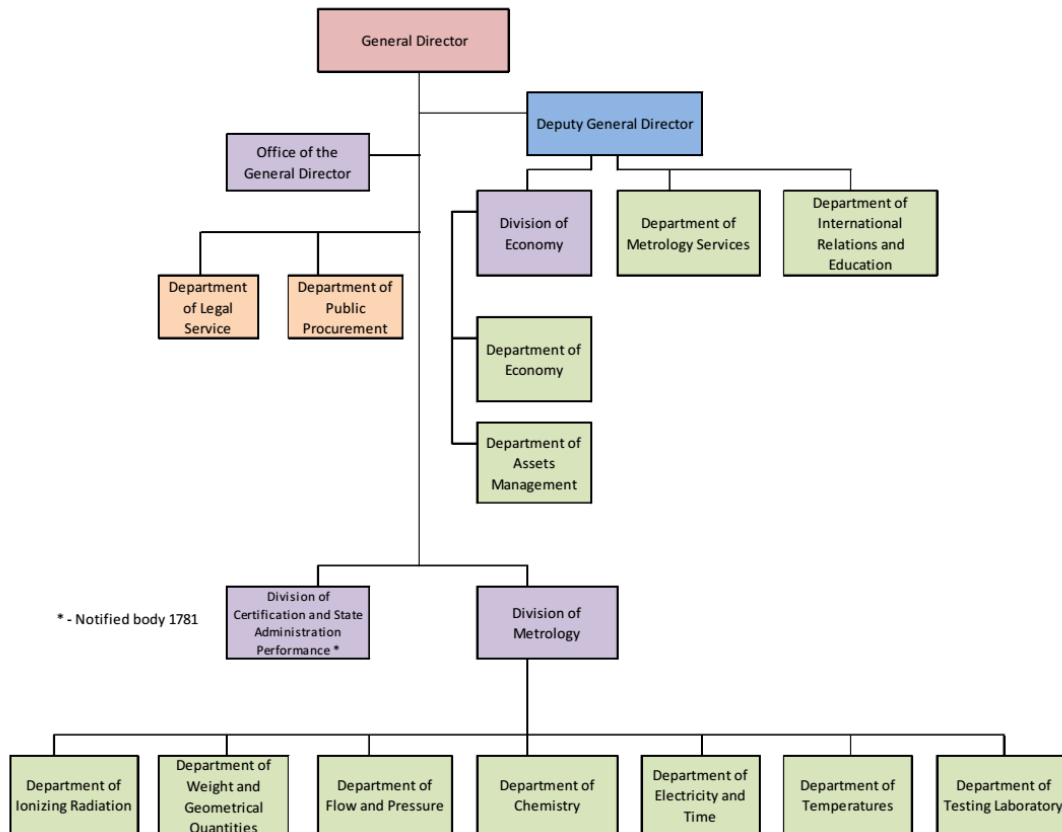 General Director
Deputy General Director
Office of the
General Director
Division of
Economy
Department of
Metrology Services
Department of
International
Relations and
Education
Department
of Legal
Service
Department of
Public
Procurement
Department of
Economy
Department of
Assets
Management
* - Notified body 1781
Division of
Certification and State
Administration
Performance *
Division of
Metrology
Department of
Ionizing Radiation
Department of
Weight and
Geometrical
Quantities
Department of
Flow and Pressure
Department of
Chemistry
Department of
Electricity and
Time
Department of
Temperatures
Department of
Testing Laboratory